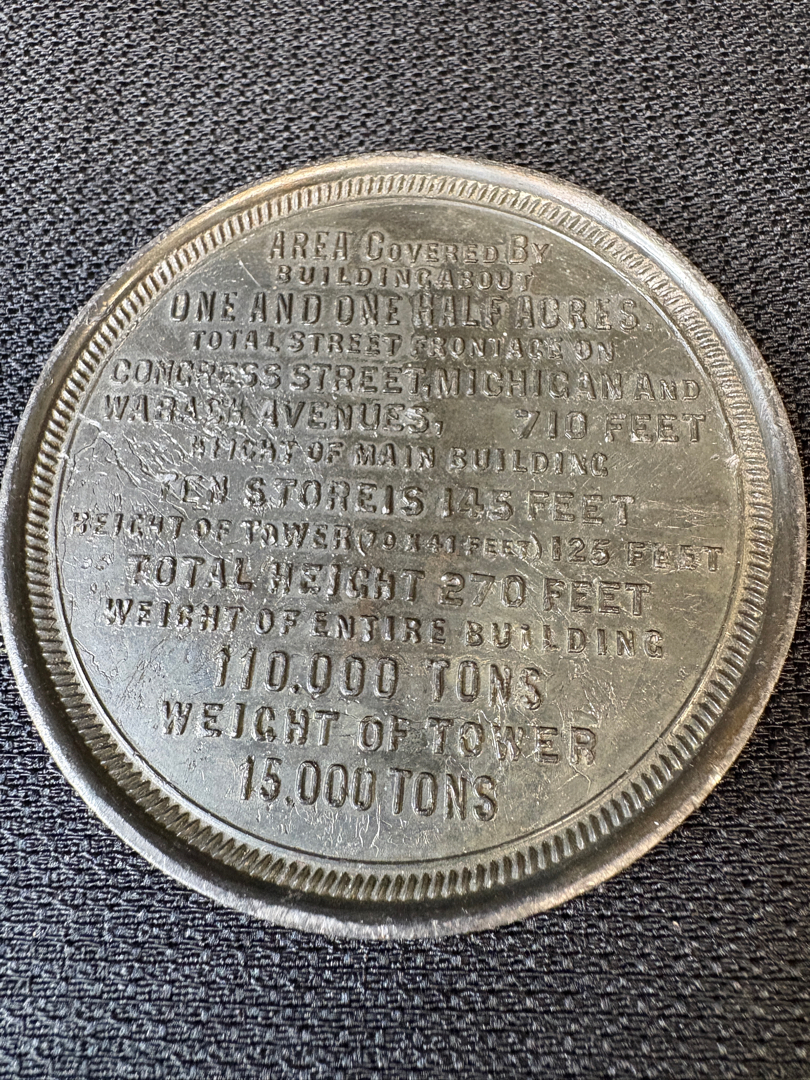 AREA COVERED BY
BUILDING ABOUT
ONE AND ONE HALF ACRES.
TOTAL STREET FRONTAGE ON
CONGRESS STREET, MICHIGAN AND
WABASH AVENUES, 710 FEET
HEIGHT OF MAIN BUILDING
TEN STOREIS 145 FEET
HEIGHT OF TOWER (70 X 41 FEET) 125 FEET
TOTAL HEIGHT 270 FEET
WEIGHT OF ENTIRE BUILDING
110.000 TONS
WEIGHT OF TOWER
15.000 TONS